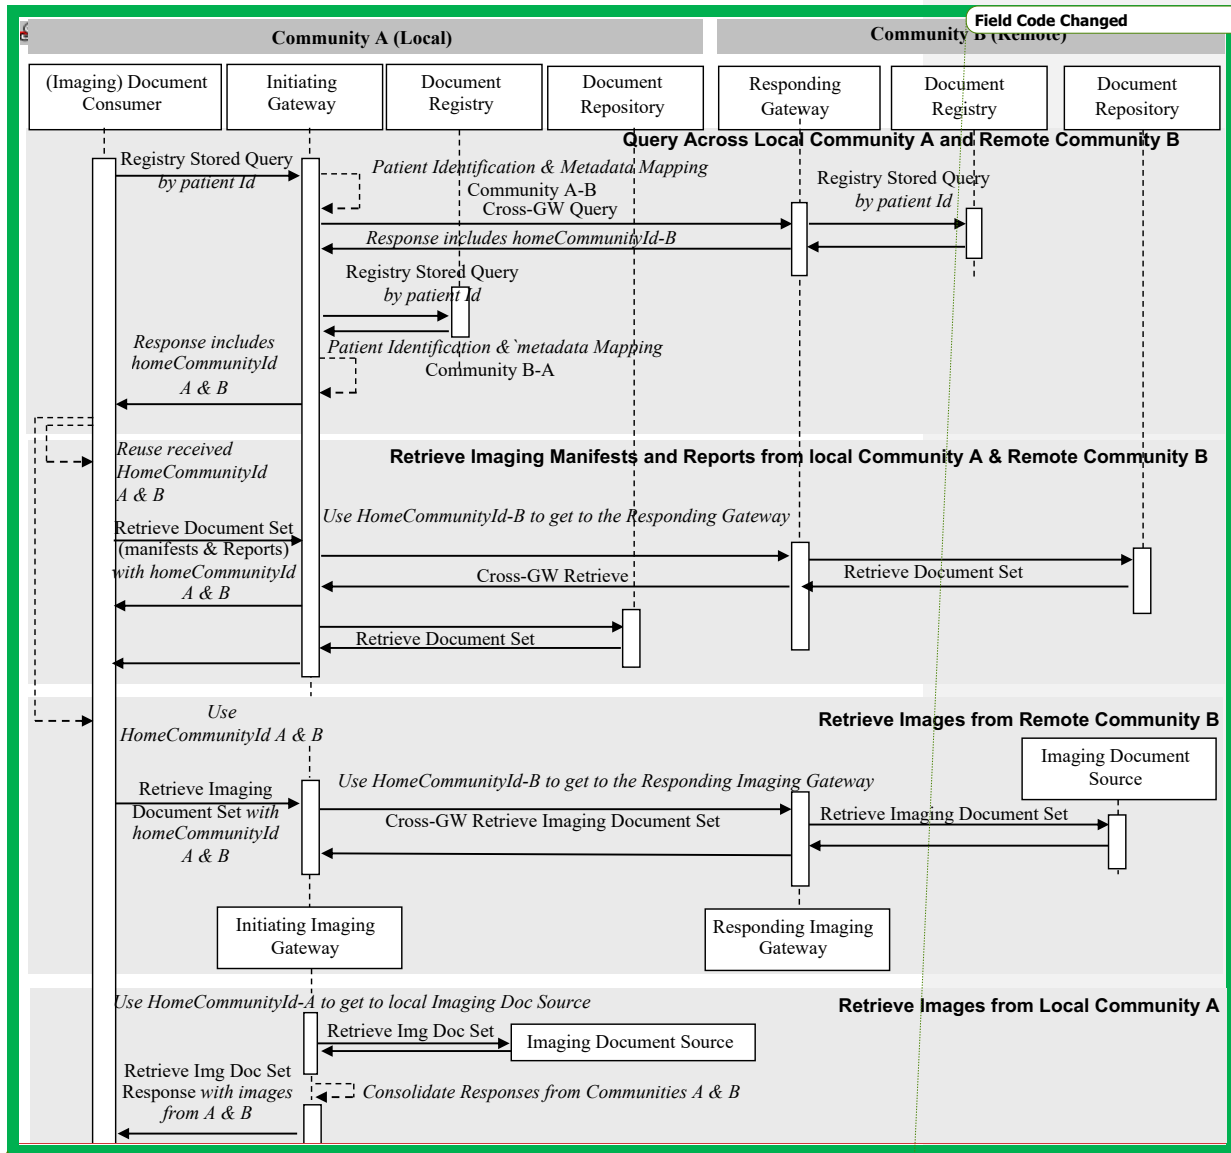 Field Code Changed
Community A (Local)
Community B (Remote)
(Imaging) Document
Consumer
Initiating
Gateway
Document
Registry
Document
Repository
Responding
Gateway
Document
Registry
Document
Repository
Query Across Local Community A and Remote Community B
Registry Stored Query
by patient Id
Patient Identification & Metadata Mapping
Community A-B
Cross-GW Query
Registry Stored Query
by patient Id
Response includes homeCommunityId-B
Registry Stored Query
by patient Id
Response includes
homeCommunityId
A & B
Patient Identification &`metadata Mapping
Community B-A
Reuse received
HomeCommunityId
A & B
Retrieve Imaging Manifests and Reports from local Community A & Remote Community B
Use HomeCommunityId-B to get to the Responding Gateway
Retrieve Document Set
(manifests & Reports)
with homeCommunityId
A & B
Cross-GW Retrieve
Retrieve Document Set
Retrieve Document Set
Use
HomeCommunityId A & B
Retrieve Images from Remote Community B
Imaging Document
Source
Use HomeCommunityId-B to get to the Responding Imaging Gateway
Retrieve Imaging
Document Set with
homeCommunityId
A & B
Cross-GW Retrieve Imaging Document Set
Retrieve Imaging Document Set
Initiating Imaging
Gateway
Responding Imaging
Gateway
Use HomeCommunityId-A to get to local Imaging Doc Source
Retrieve Images from Local Community A
Retrieve Img Doc Set
Imaging Document Source
Retrieve Img Doc Set
Response with images
from A & B
Consolidate Responses from Communities A & B